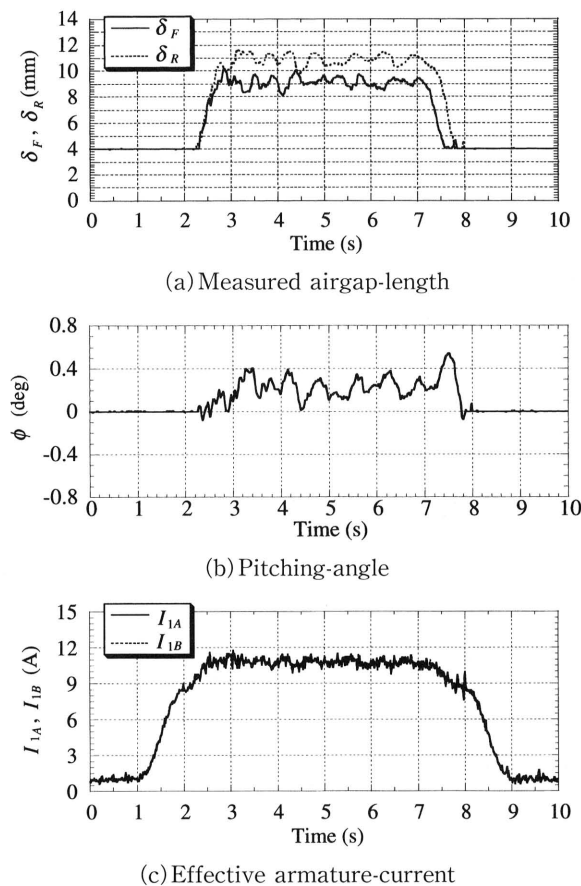 δF
δR
14
12
10
8
6
4
2
0
δF, δR (mm)
0 1 2 3 4 5 6 7 8 9 10
Time (s)
(a) Measured airgap-length
0.8
0.4
0
-0.4
-0.8
ϕ (deg)
0 1 2 3 4 5 6 7 8 9 10
Time (s)
(b) Pitching-angle
I1A
I1B
15
12
9
6
3
0
I1A, I1B (A)
0 1 2 3 4 5 6 7 8 9 10
Time (s)
(c) Effective armature-current